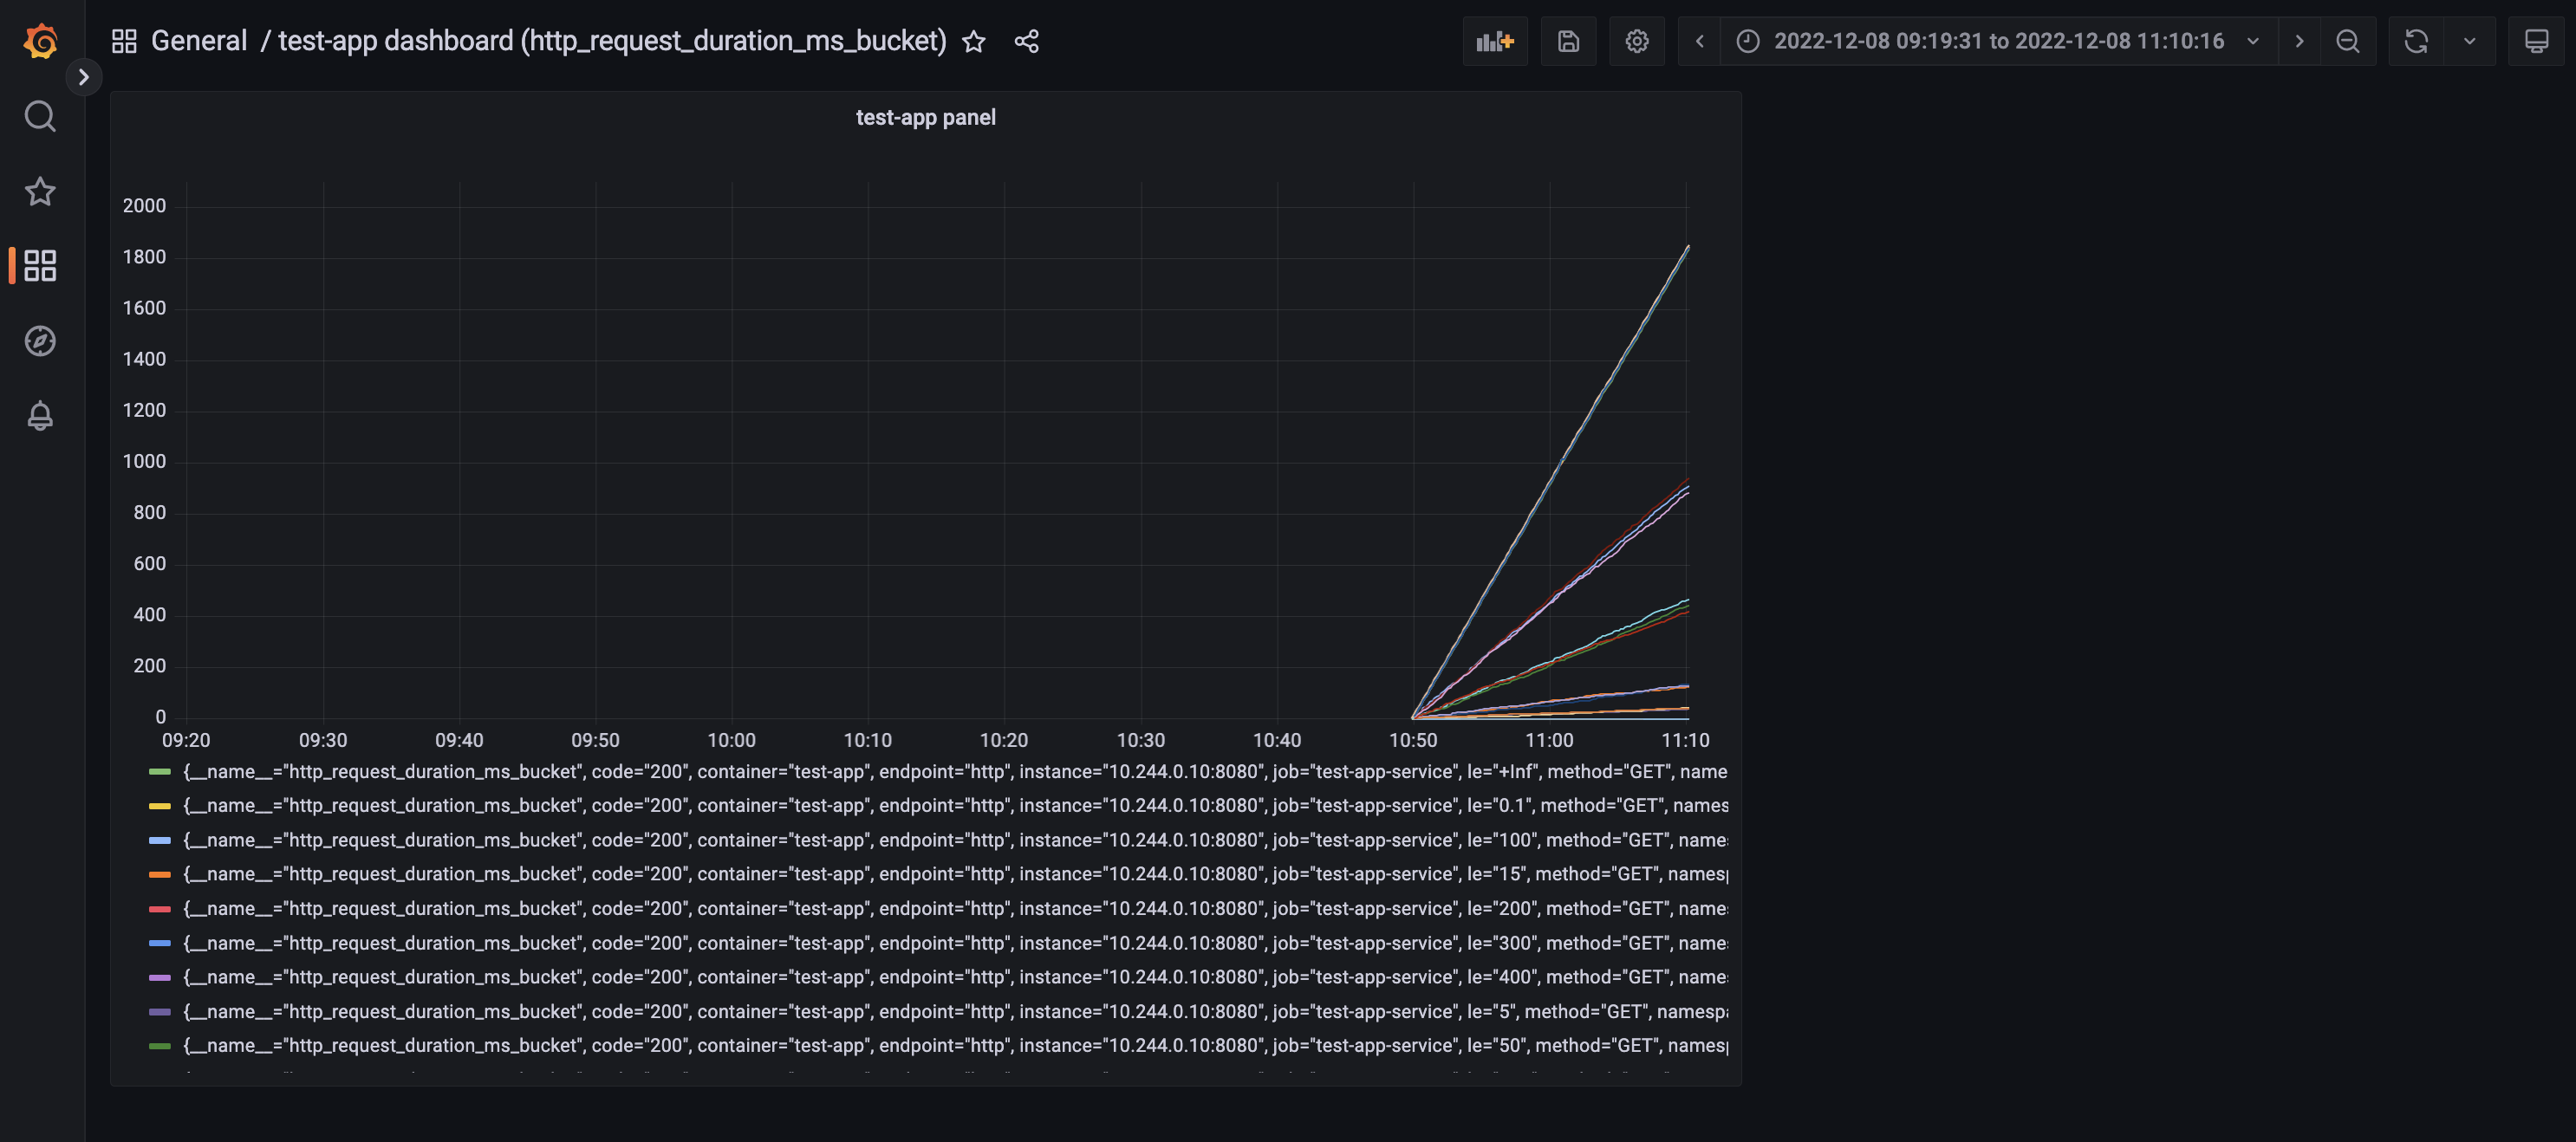 General / test-app dashboard (http_request_duration_ms_bucket)
2022-12-08 09:19:31 to 2022-12-08 11:10:16
test-app panel
2000
1800
1600
1400
1200
1000
800
600
400
200
0
09:20 09:30 09:40 09:50 10:00 10:10 10:20 10:30 10:40 10:50 11:00 11:10
{__name__="http_request_duration_ms_bucket", code="200", container="test-app", endpoint="http", instance="10.244.0.10:8080", job="test-app-service", le="+Inf", method="GET", name
{__name__="http_request_duration_ms_bucket", code="200", container="test-app", endpoint="http", instance="10.244.0.10:8080", job="test-app-service", le="0.1", method="GET", names
{__name__="http_request_duration_ms_bucket", code="200", container="test-app", endpoint="http", instance="10.244.0.10:8080", job="test-app-service", le="100", method="GET", name
{__name__="http_request_duration_ms_bucket", code="200", container="test-app", endpoint="http", instance="10.244.0.10:8080", job="test-app-service", le="15", method="GET", names
{__name__="http_request_duration_ms_bucket", code="200", container="test-app", endpoint="http", instance="10.244.0.10:8080", job="test-app-service", le="200", method="GET", name
{__name__="http_request_duration_ms_bucket", code="200", container="test-app", endpoint="http", instance="10.244.0.10:8080", job="test-app-service", le="300", method="GET", name
{__name__="http_request_duration_ms_bucket", code="200", container="test-app", endpoint="http", instance="10.244.0.10:8080", job="test-app-service", le="400", method="GET", name
{__name__="http_request_duration_ms_bucket", code="200", container="test-app", endpoint="http", instance="10.244.0.10:8080", job="test-app-service", le="5", method="GET", namesp
{__name__="http_request_duration_ms_bucket", code="200", container="test-app", endpoint="http", instance="10.244.0.10:8080", job="test-app-service", le="50", method="GET", names